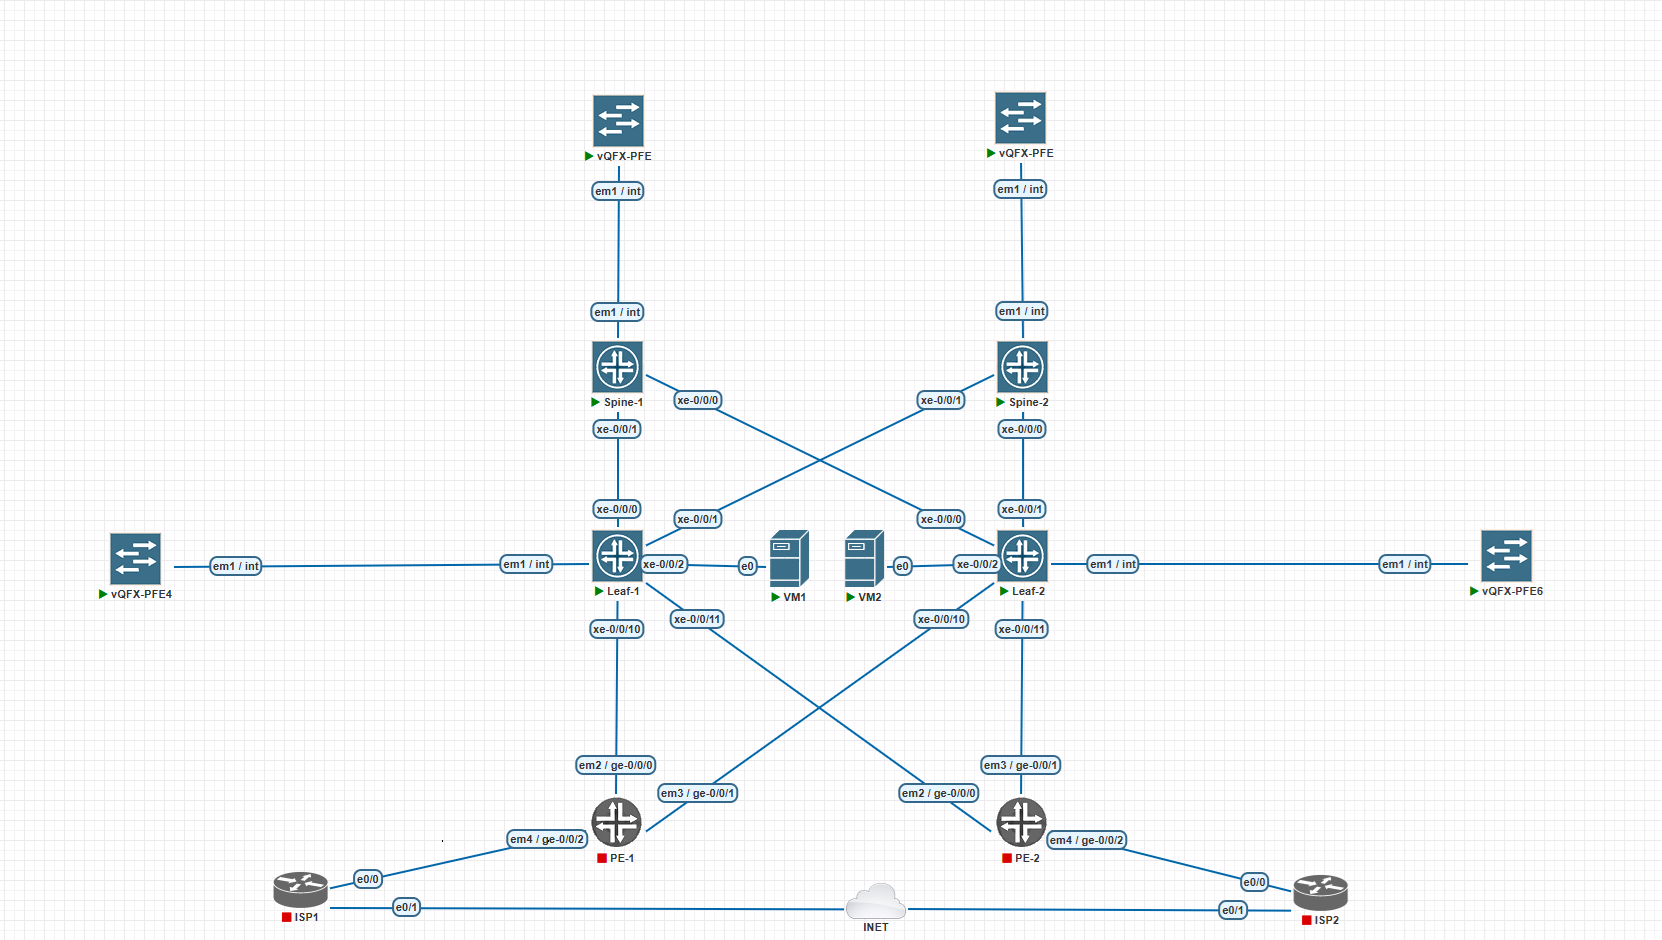 vQFX-PFE
vQFX-PFE
em1 / int
em1 / int
em1 / int
em1 / int
Spine-1
xe-0/0/0
xe-0/0/1
Spine-2
xe-0/0/1
xe-0/0/0
xe-0/0/0
xe-0/0/1
xe-0/0/0
xe-0/0/1
vQFX-PFE4
em1 / int
em1 / int
Leaf-1
xe-0/0/2
e0
VM1
VM2
e0
xe-0/0/2
Leaf-2
em1 / int
em1 / int
vQFX-PFE6
xe-0/0/10
xe-0/0/11
xe-0/0/10
xe-0/0/11
em2 / ge-0/0/0
em3 / ge-0/0/1
em2 / ge-0/0/0
em3 / ge-0/0/1
em4 / ge-0/0/2
PE-1
PE-2
em4 / ge-0/0/2
e0/0
e0/0
ISP1
e0/1
INET
e0/1
ISP2